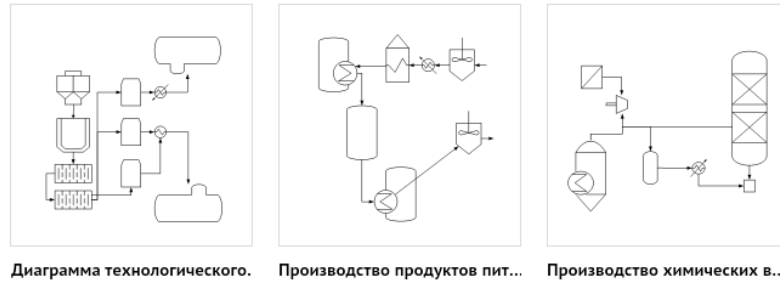 Диаграмма технологического.
Производство продуктов пит...
Производство химических в...